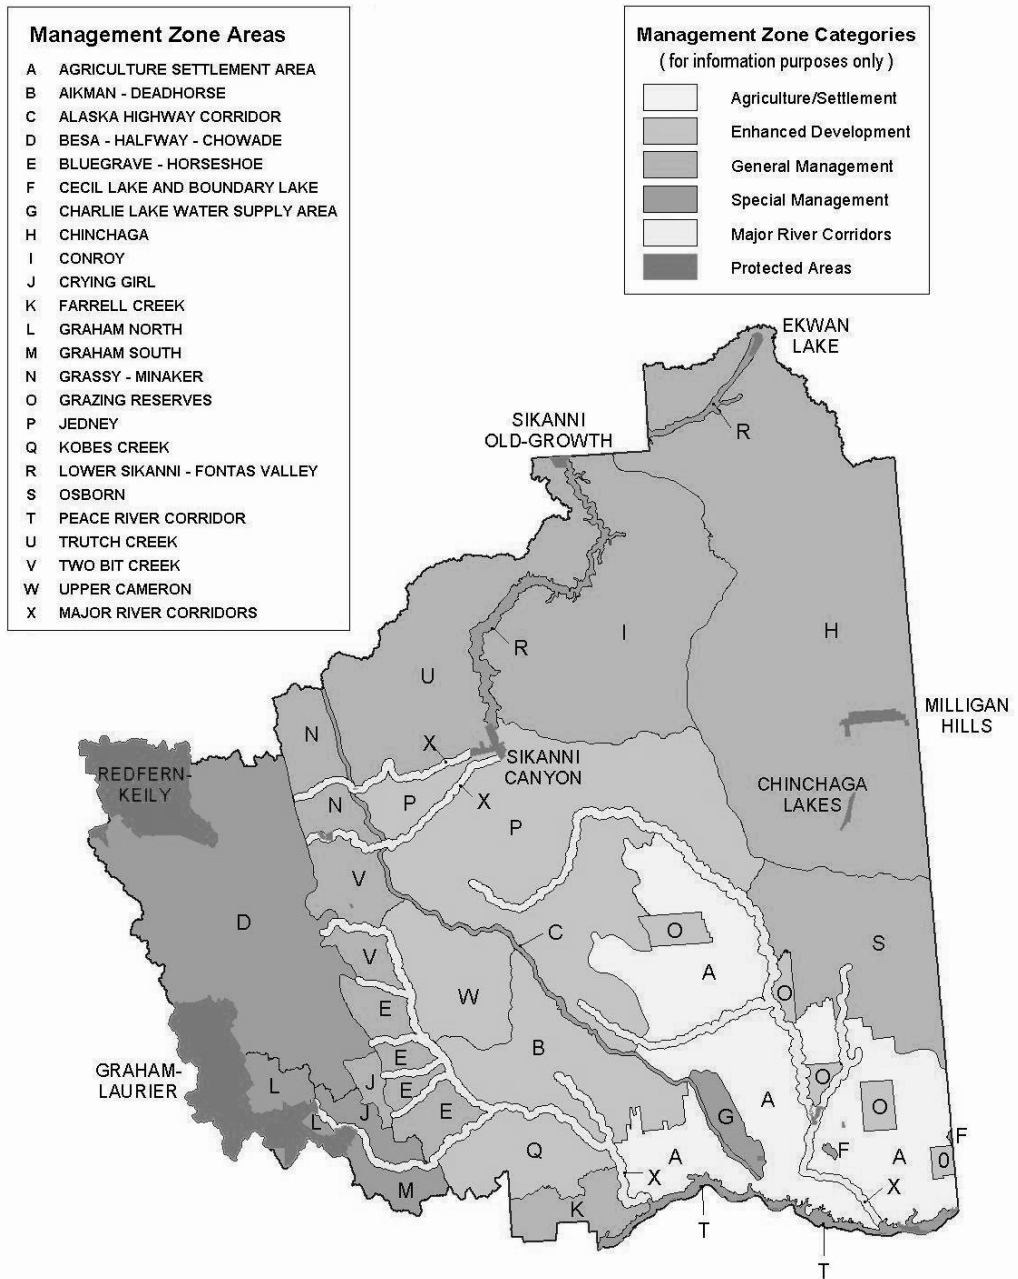 Management Zone Areas
A AGRICULTURE SETTLEMENT AREA
B AIKMAN - DEADHORSE
C ALASKA HIGHWAY CORRIDOR
D BESA - HALFWAY - CHOWADE
E BLUEGRAVE - HORSESHOE
F CECIL LAKE AND BOUNDARY LAKE
G CHARLIE LAKE WATER SUPPLY AREA
H CHINCHAGA
I CONROY
J CRYING GIRL
K FARRELL CREEK
L GRAHAM NORTH
M GRAHAM SOUTH
N GRASSY - MINAKER
O GRAZING RESERVES
P JEDNEY
Q KOBES CREEK
R LOWER SIKANNI - FONTAS VALLEY
S OSBORN
T PEACE RIVER CORRIDOR
U TRUTCH CREEK
V TWO BIT CREEK
W UPPER CAMERON
X MAJOR RIVER CORRIDORS
Management Zone Categories
( for information purposes only )
Agriculture/Settlement
Enhanced Development
General Management
Special Management
Major River Corridors
Protected Areas
EKWAN
LAKE
R
SIKANNI
OLD-GROWTH
I
H
R
U
MILLIGAN
HILLS
N
X
SIKANNI
CANYON
REDFERN-
KEILY
CHINCHAGA
LAKES
N
P
X
P
V
D
C
O
S
V
A
O
W
E
B
E
GRAHAM-
LAURIER
L
J
E
O
A
O
L
J
E
G
F
F
Q
A
A
0
M
X
X
K
T
T